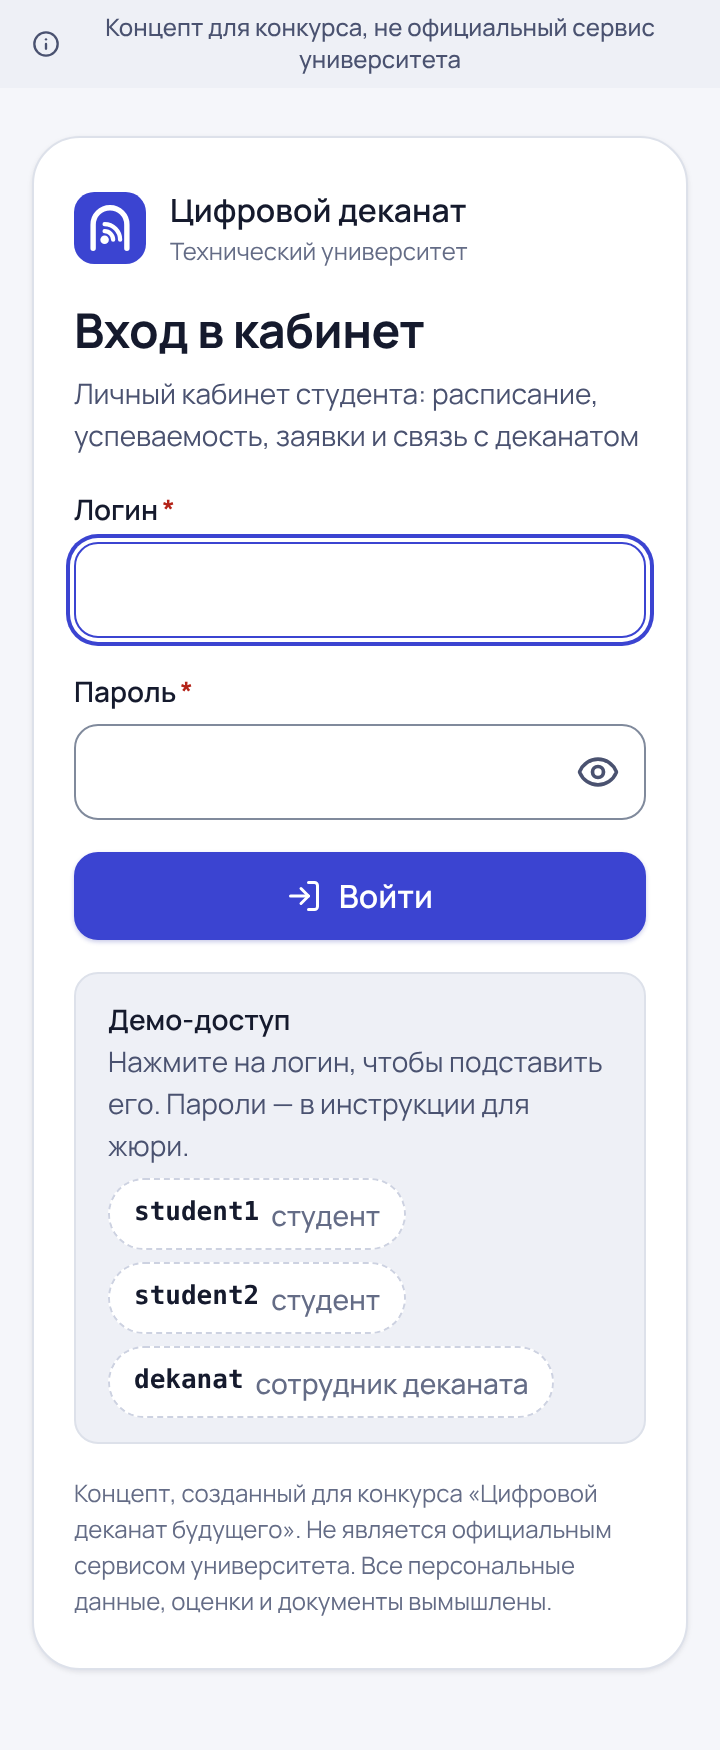 Концепт для конкурса, не официальный сервис
университета
Цифровой деканат
Технический университет
Вход в кабинет
Личный кабинет студента: расписание,
успеваемость, заявки и связь с деканатом
Логин *
Пароль *
Войти
Демо-доступ
Нажмите на логин, чтобы подставить
его. Пароли — в инструкции для
жюри.
student1 студент
student2 студент
dekanat сотрудник деканата
Концепт, созданный для конкурса «Цифровой
деканат будущего». Не является официальным
сервисом университета. Все персональные
данные, оценки и документы вымышлены.